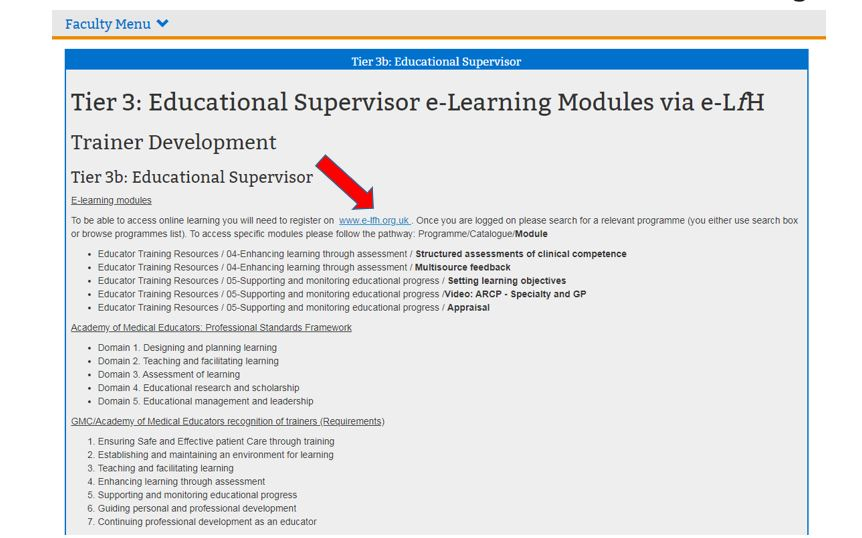 Faculty Menu
Tier 3b: Educational Supervisor
Tier 3: Educational Supervisor e-Learning Modules via e-LfH
Trainer Development
Tier 3b: Educational Supervisor
E-learning modules
To be able to access online learning you will need to register on www.e-lfh.org.uk . Once you are logged on please search for a relevant programme (you either use search box
or browse programmes list). To access specific modules please follow the pathway: Programme/Catalogue/Module
• Educator Training Resources / 04-Enhancing learning through assessment / Structured assessments of clinical competence
• Educator Training Resources / 04-Enhancing learning through assessment / Multisource feedback
• Educator Training Resources / 05-Supporting and monitoring educational progress / Setting learning objectives
• Educator Training Resources / 05-Supporting and monitoring educational progress /Video: ARCP - Specialty and GP
• Educator Training Resources / 05-Supporting and monitoring educational progress / Appraisal
Academy of Medical Educators: Professional Standards Framework
• Domain 1. Designing and planning learning
• Domain 2. Teaching and facilitating learning
• Domain 3. Assessment of learning
• Domain 4. Educational research and scholarship
• Domain 5. Educational management and leadership
GMC/Academy of Medical Educators recognition of trainers (Requirements)
1. Ensuring Safe and Effective patient Care through training
2. Establishing and maintaining an environment for learning
3. Teaching and facilitating learning
4. Enhancing learning through assessment
5. Supporting and monitoring educational progress
6. Guiding personal and professional development
7. Continuing professional development as an educator